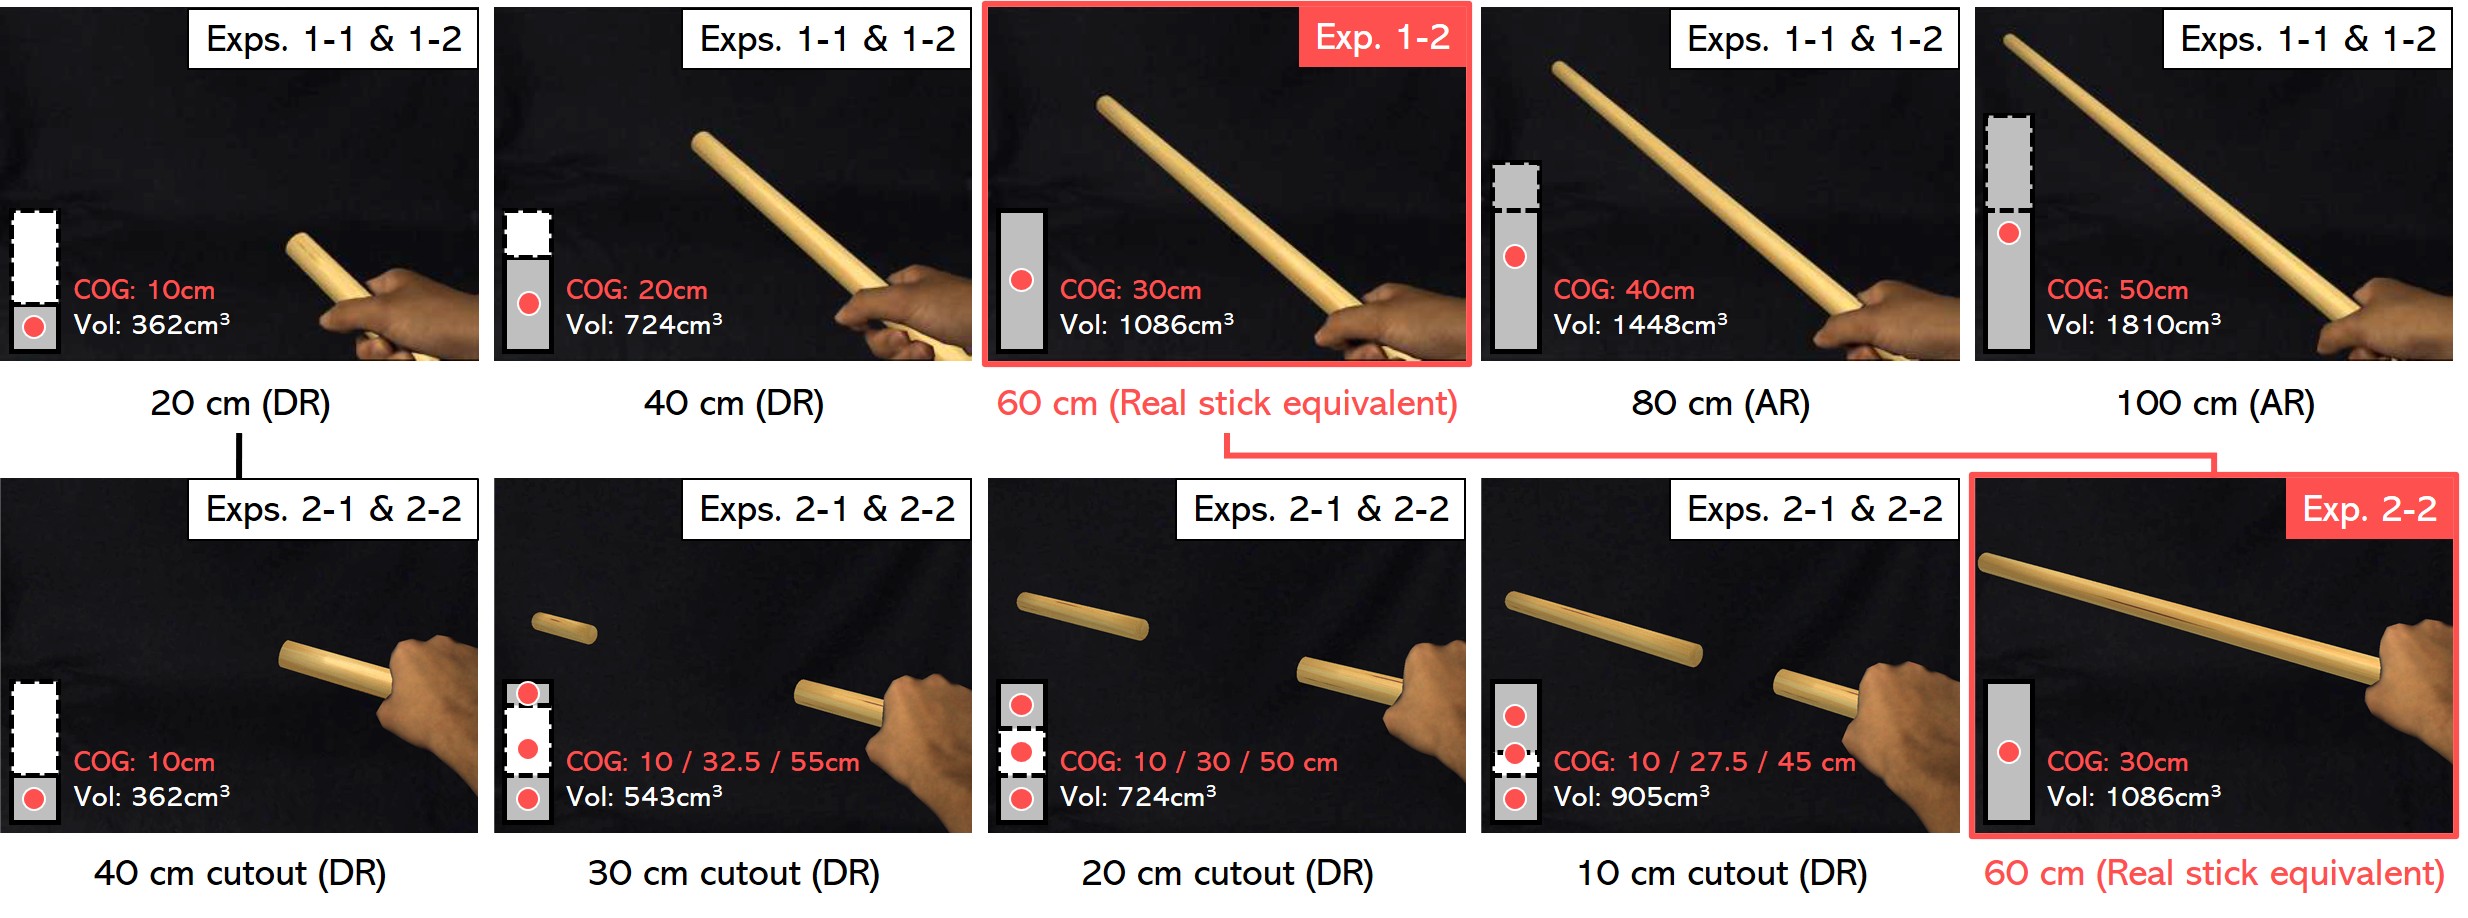 Exps. 1-1 & 1-2
COG: 10cm
Vol: 362cm³
20 cm (DR)
Exps. 1-1 & 1-2
COG: 20cm
Vol: 724cm³
40 cm (DR)
Exp. 1-2
COG: 30cm
Vol: 1086cm³
60 cm (Real stick equivalent)
Exps. 1-1 & 1-2
COG: 40cm
Vol: 1448cm³
80 cm (AR)
Exps. 1-1 & 1-2
COG: 50cm
Vol: 1810cm³
100 cm (AR)
Exps. 2-1 & 2-2
COG: 10cm
Vol: 362cm³
40 cm cutout (DR)
Exps. 2-1 & 2-2
COG: 10 / 32.5 / 55cm
Vol: 543cm³
30 cm cutout (DR)
Exps. 2-1 & 2-2
COG: 10 / 30 / 50 cm
Vol: 724cm³
20 cm cutout (DR)
Exps. 2-1 & 2-2
COG: 10 / 27.5 / 45 cm
Vol: 905cm³
10 cm cutout (DR)
Exp. 2-2
COG: 30cm
Vol: 1086cm³
60 cm (Real stick equivalent)